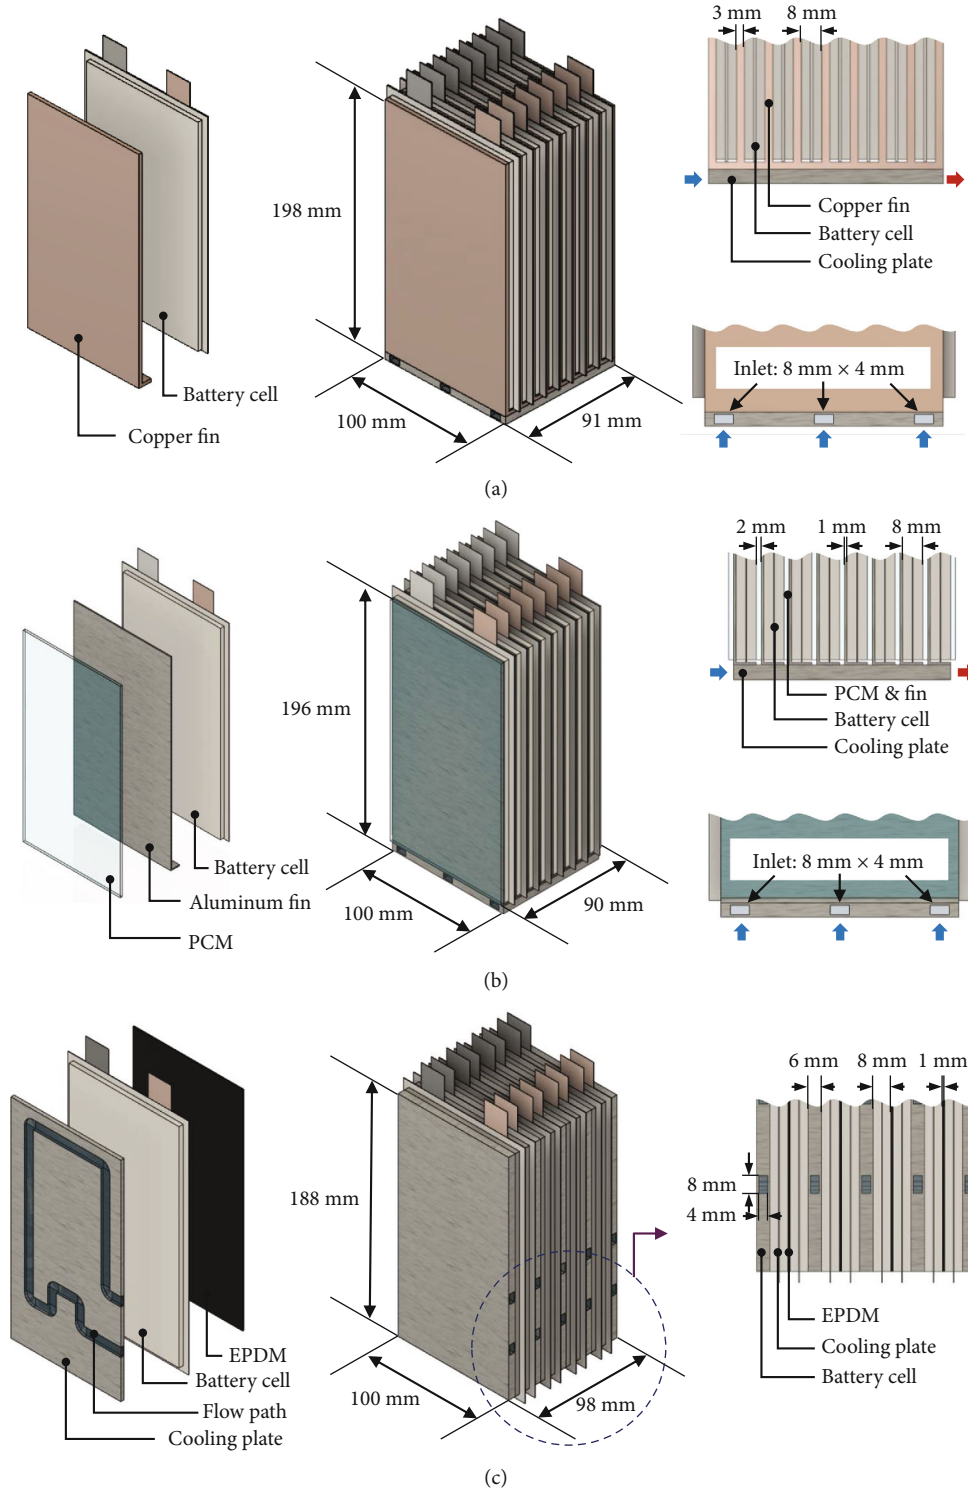 3 mm
8 mm
198 mm
Battery cell
Copper fin
100 mm
91 mm
Copper fin
Battery cell
Cooling plate
Inlet: 8 mm × 4 mm
(a)
2 mm
1 mm
8 mm
196 mm
Battery cell
Aluminum fin
PCM
100 mm
90 mm
PCM & fin
Battery cell
Cooling plate
Inlet: 8 mm × 4 mm
(b)
6 mm
8 mm
1 mm
188 mm
8 mm
4 mm
EPDM
Battery cell
Flow path
Cooling plate
100 mm
98 mm
EPDM
Cooling plate
Battery cell
(c)